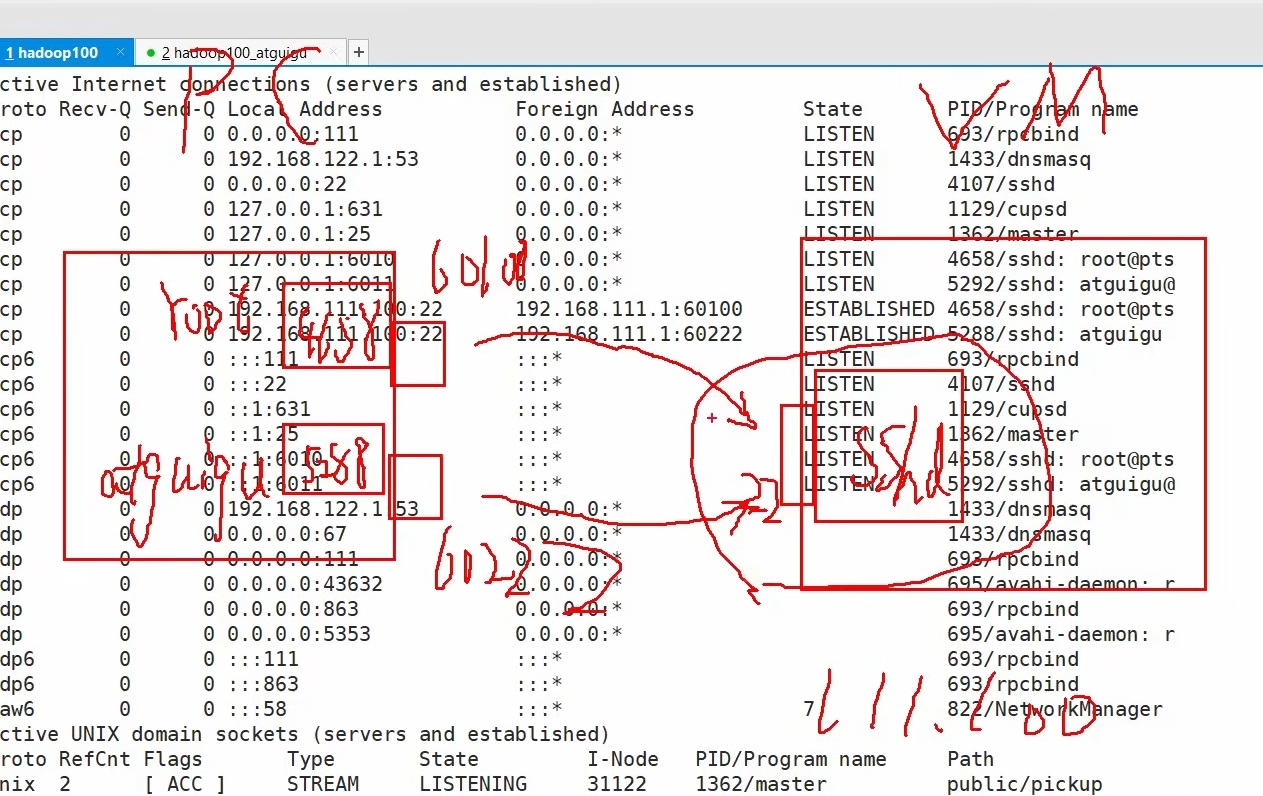 1 hadoop100 × 2 hadoop100_atguigu × +
ctive Internet connections (servers and established)
roto Recv-Q Send-Q Local Address Foreign Address State PID/Program name
cp 0 0 0.0.0.0:111 0.0.0.0:* LISTEN 693/rpcbind
cp 0 0 192.168.122.1:53 0.0.0.0:* LISTEN 1433/dnsmasq
cp 0 0 0.0.0.0:22 0.0.0.0:* LISTEN 4107/sshd
cp 0 0 127.0.0.1:631 0.0.0.0:* LISTEN 1129/cupsd
cp 0 0 127.0.0.1:25 0.0.0.0:* LISTEN 1362/master
cp 0 0 127.0.0.1:6010 0.0.0.0:* LISTEN 4658/sshd: root@pts
cp 0 0 127.0.0.1:6011 0.0.0.0:* LISTEN 5292/sshd: atguigu@
cp 0 0 192.168.111.100:22 192.168.111.1:60100 ESTABLISHED 4658/sshd: root@pts
cp 0 0 192.168.111.100:22 192.168.111.1:60222 ESTABLISHED 5288/sshd: atguigu
cp6 0 0 :::111 :::* LISTEN 693/rpcbind
cp6 0 0 :::22 :::* LISTEN 4107/sshd
cp6 0 0 ::1:631 :::* LISTEN 1129/cupsd
cp6 0 0 ::1:25 :::* LISTEN 1362/master
cp6 0 0 ::1:6010 :::* LISTEN 4658/sshd: root@pts
cp6 0 0 ::1:6011 :::* LISTEN 5292/sshd: atguigu@
dp 0 0 192.168.122.1:53 0.0.0.0:* 1433/dnsmasq
dp 0 0 0.0.0.0:67 0.0.0.0:* 1433/dnsmasq
dp 0 0 0.0.0.0:111 0.0.0.0:* 693/rpcbind
dp 0 0 0.0.0.0:43632 0.0.0.0:* 695/avahi-daemon: r
dp 0 0 0.0.0.0:863 0.0.0.0:* 693/rpcbind
dp 0 0 0.0.0.0:5353 0.0.0.0:* 695/avahi-daemon: r
dp6 0 0 :::111 :::* 693/rpcbind
dp6 0 0 :::863 :::* 693/rpcbind
aw6 0 0 :::58 :::* 7 822/NetworkManager
ctive UNIX domain sockets (servers and established)
roto RefCnt Flags Type State I-Node PID/Program name Path
nix 2 [ ACC ] STREAM LISTENING 31122 1362/master public/pickup
PC
VM
root
atguigu
sshd
111.100